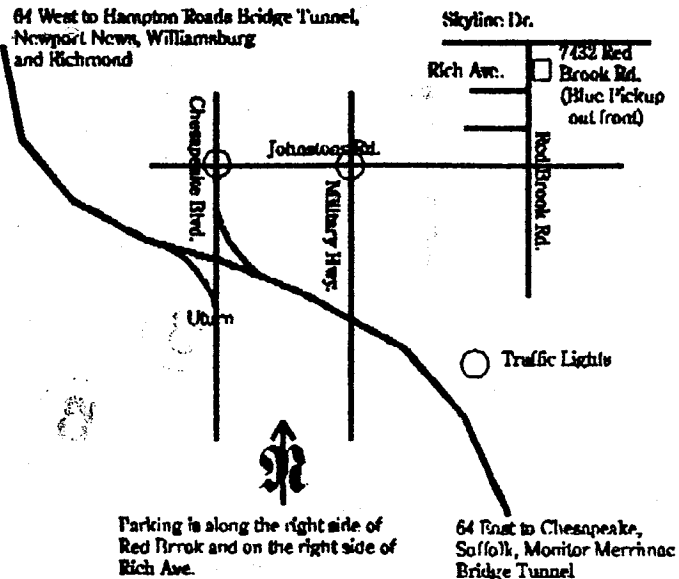 64 West to Hampton Roads Bridge Tunnel,
Newport News, Williamsburg
and Richmond
Skyline Dr.
Rich Ave.
7432 Red
Brook Rd.
(Blue Pickup
out front)
Chesapeake Blvd.
Johnstons Rd.
Military Hwy.
Red Brook Rd.
Uturn
Traffic Lights
N
Parking is along the right side of
Red Brrok and on the right side of
Rich Ave.
64 East to Chesapeake,
Suffolk, Monitor Merrimac
Bridge Tunnel